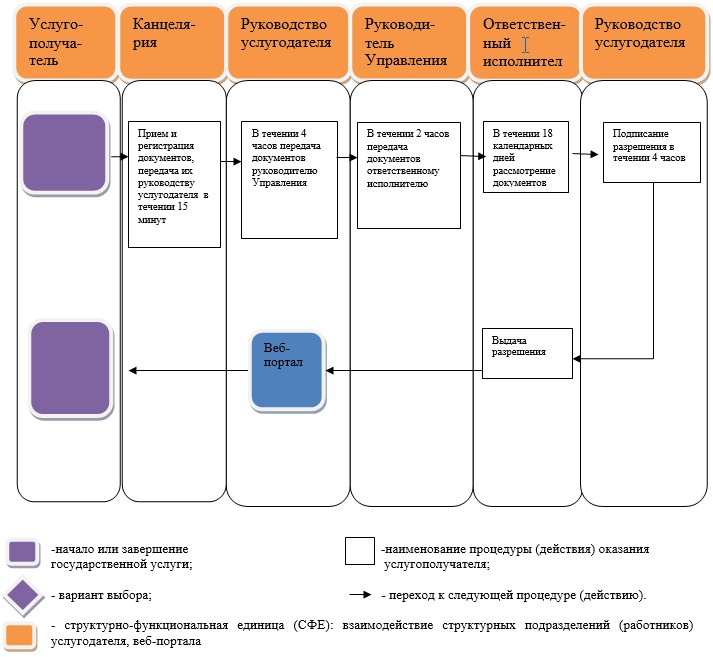 Услуго-
получа-
тель
Канцеля-
рия
Руководство
услугодателя
Руководи-
тель
Управления
Ответствен-
ный
исполнител
Руководство
услугодателя
Прием и
регистрация
документов,
передача их
руководству
услугодателя в
течении 15
минут
В течении 4
часов передача
документов
руководителю
Управления
В течении 2 часов
передача
документов
ответственному
исполнителю
В течении 18
календарных
дней
рассмотрение
документов
Подписание
разрешения в
течении 4 часов
Веб-
портал
Выдача
разрешения
-начало или завершение
государственной услуги;
-наименование процедуры (действия) оказания
услугополучателя;
- вариант выбора;
- переход к следующей процедуре (действию).
- структурно-функциональная единица (СФЕ): взаимодействие структурных подразделений (работников)
услугодателя, веб-портала